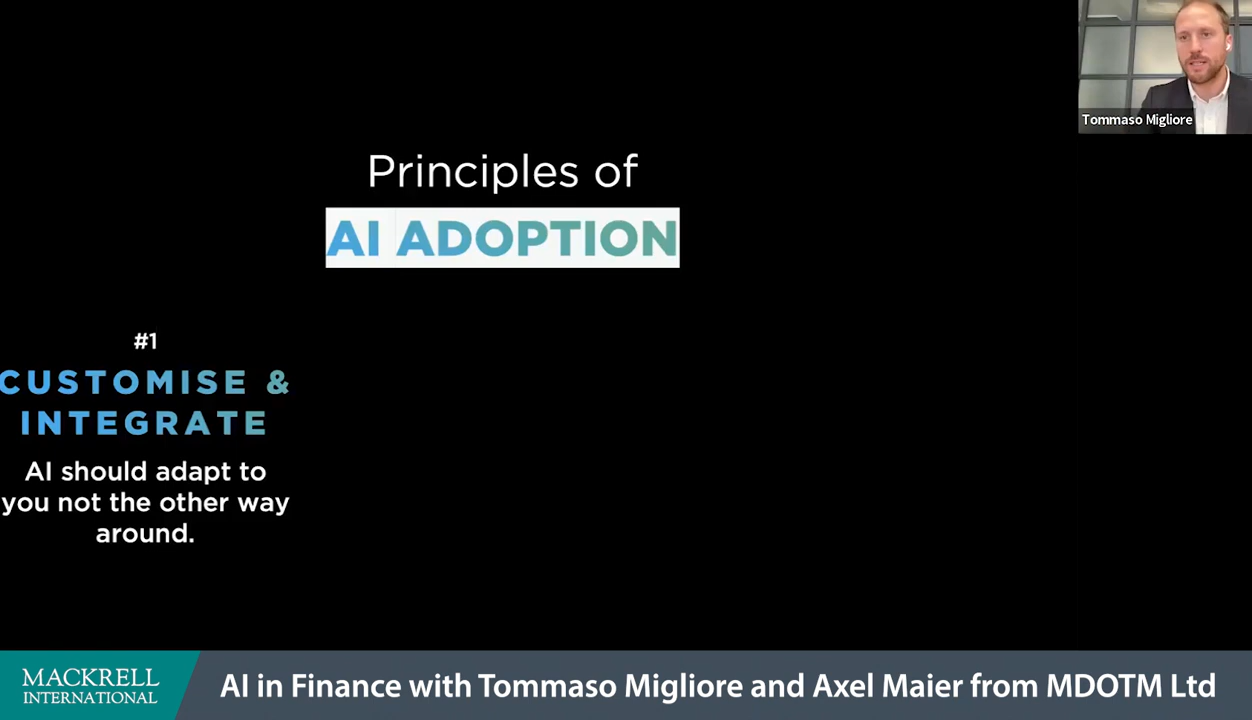 Tommaso Migliore
Principles of
AI ADOPTION
#1
CUSTOMISE &
INTEGRATE
AI should adapt to
you not the other way
around.
MACKRELL
INTERNATIONAL
AI in Finance with Tommaso Migliore and Axel Maier from MDOTM Ltd